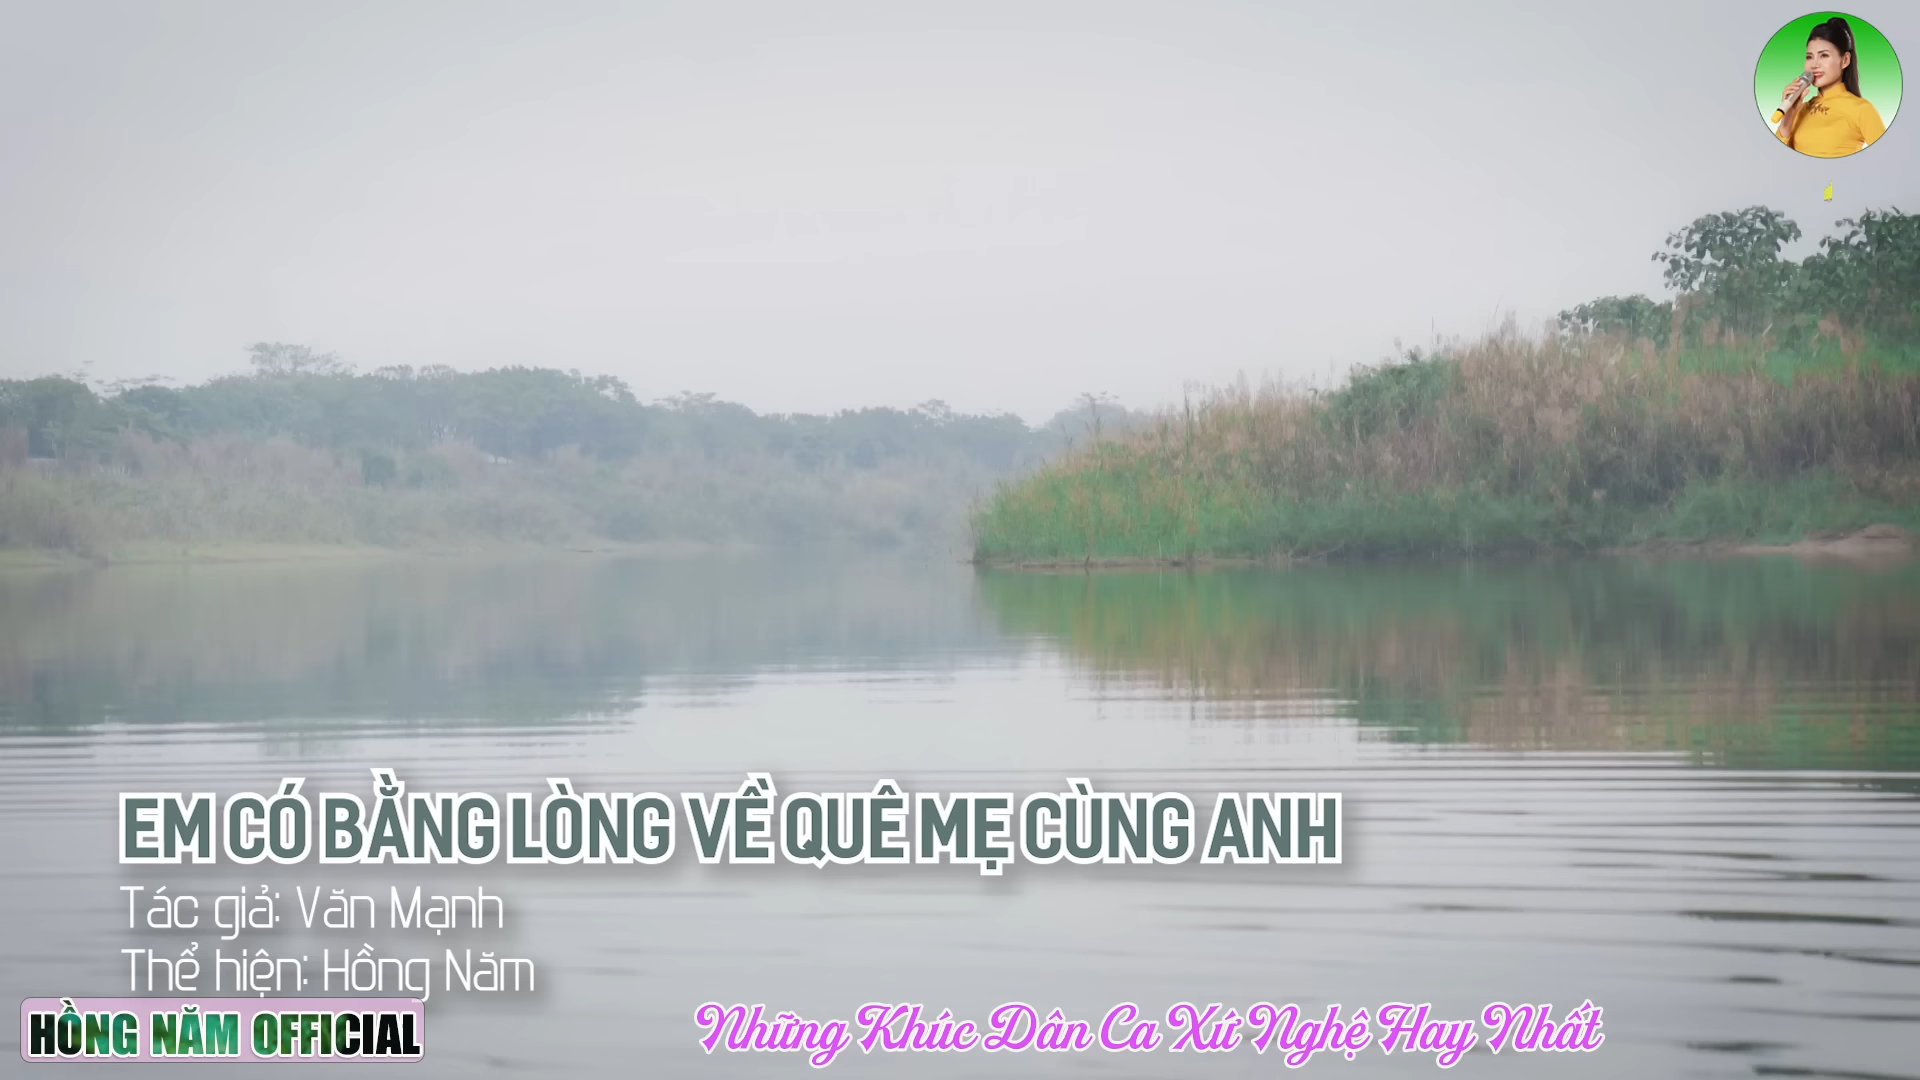 EM CÓ BẰNG LÒNG VỀ QUÊ MẸ CÙNG ANH
Tác giả: Văn Mạnh
Thể hiện: Hồng Năm
HỒNG NĂM OFFICIAL
Những Khúc Dân Ca Xứ Nghệ Hay Nhất